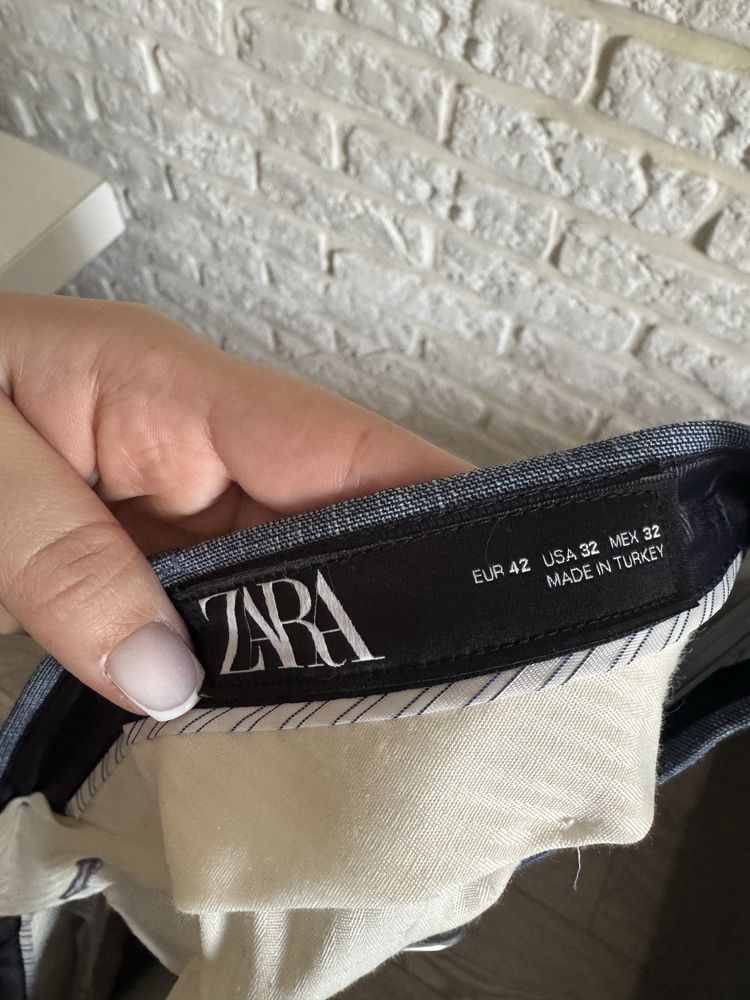 ZARA
EUR 42 USA 32 MEX 32
MADE IN TURKEY